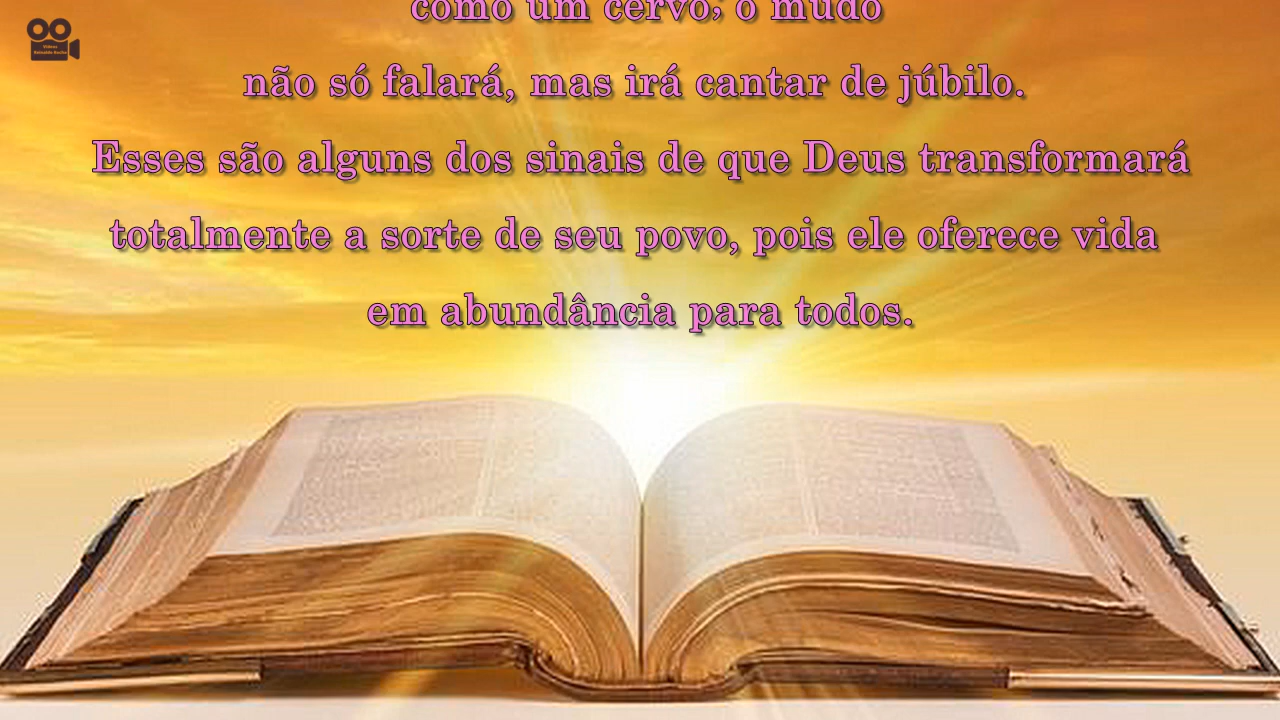 como um cervo; o mudo
não só falará, mas irá cantar de júbilo.
Esses são alguns dos sinais de que Deus transformará
totalmente a sorte de seu povo, pois ele oferece vida
em abundância para todos.